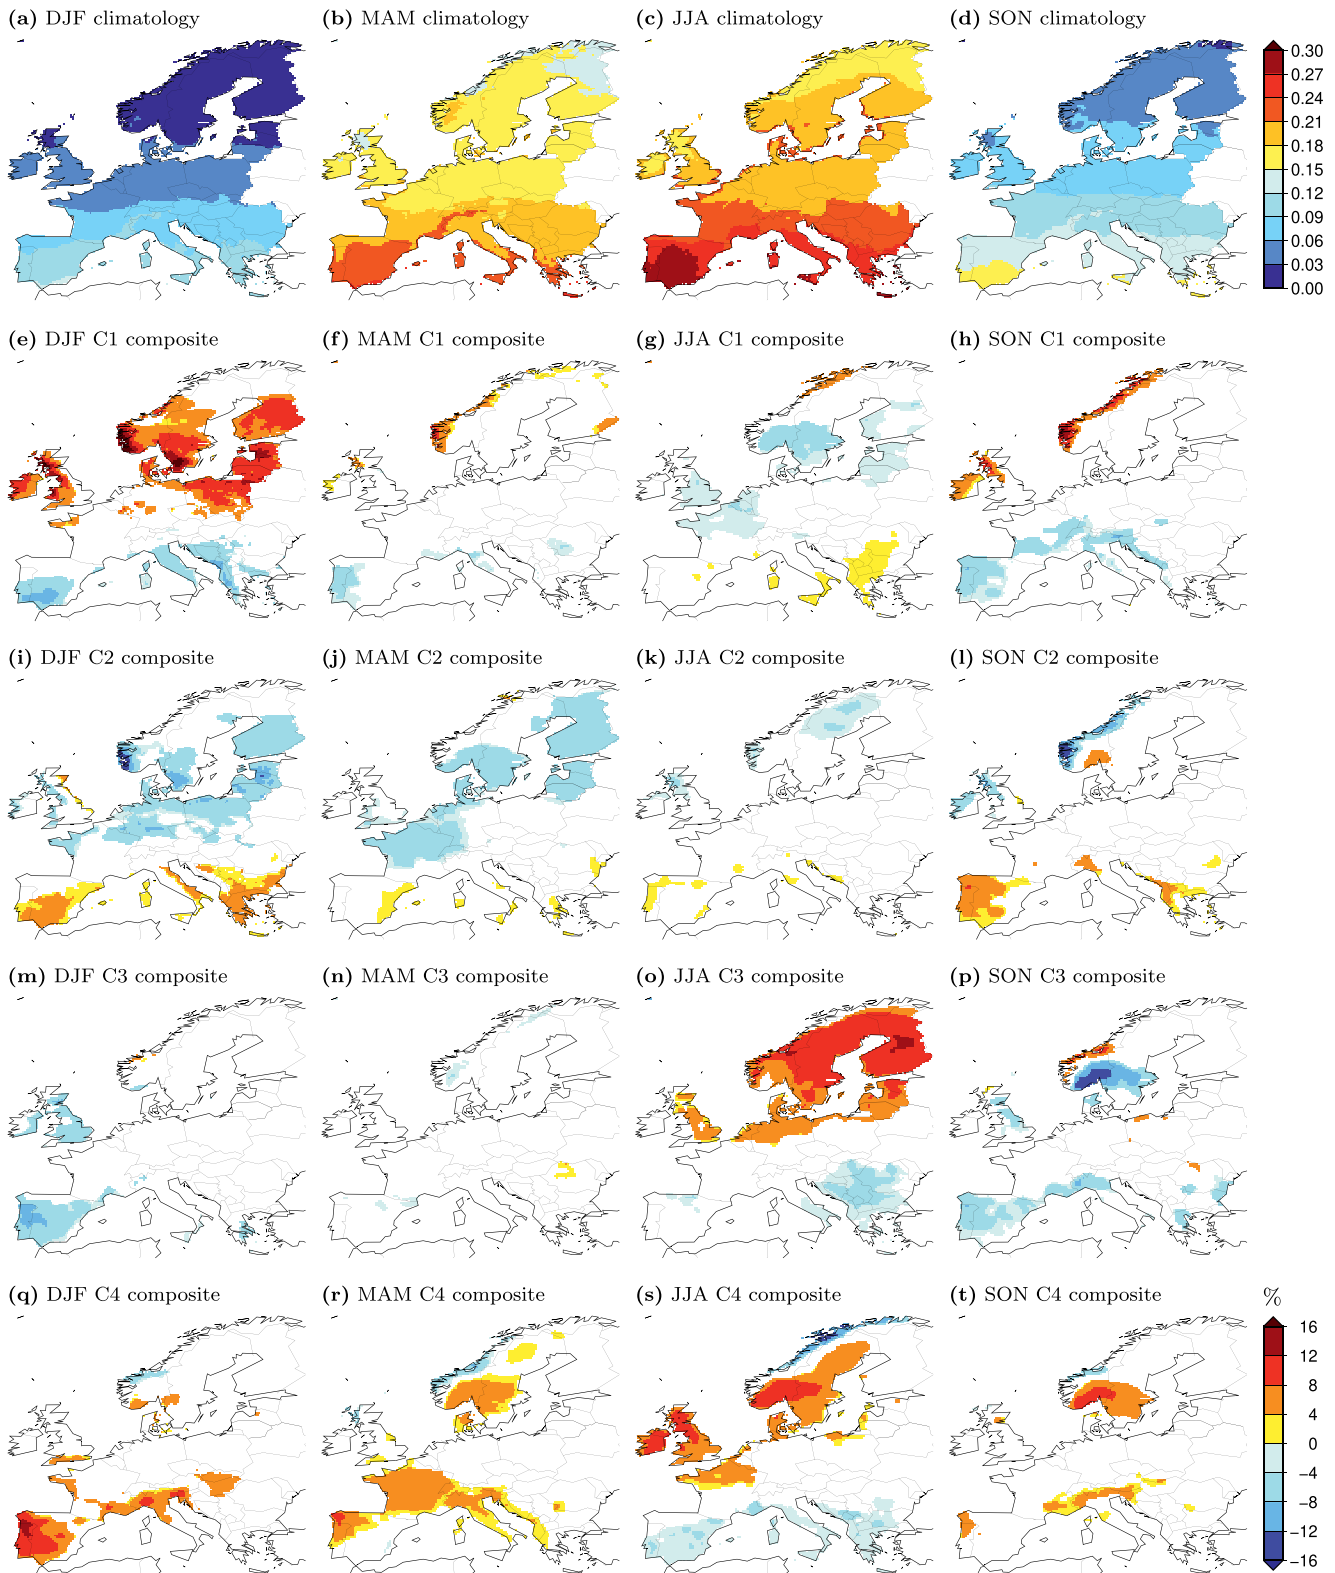 (a) DJF climatology
(b) MAM climatology
(c) JJA climatology
(d) SON climatology
0.30
0.27
0.24
0.21
0.18
0.15
0.12
0.09
0.06
0.03
0.00
(e) DJF C1 composite
(f) MAM C1 composite
(g) JJA C1 composite
(h) SON C1 composite
(i) DJF C2 composite
(j) MAM C2 composite
(k) JJA C2 composite
(l) SON C2 composite
(m) DJF C3 composite
(n) MAM C3 composite
(o) JJA C3 composite
(p) SON C3 composite
(q) DJF C4 composite
(r) MAM C4 composite
(s) JJA C4 composite
(t) SON C4 composite
%
16
12
8
4
0
−4
−8
−12
−16